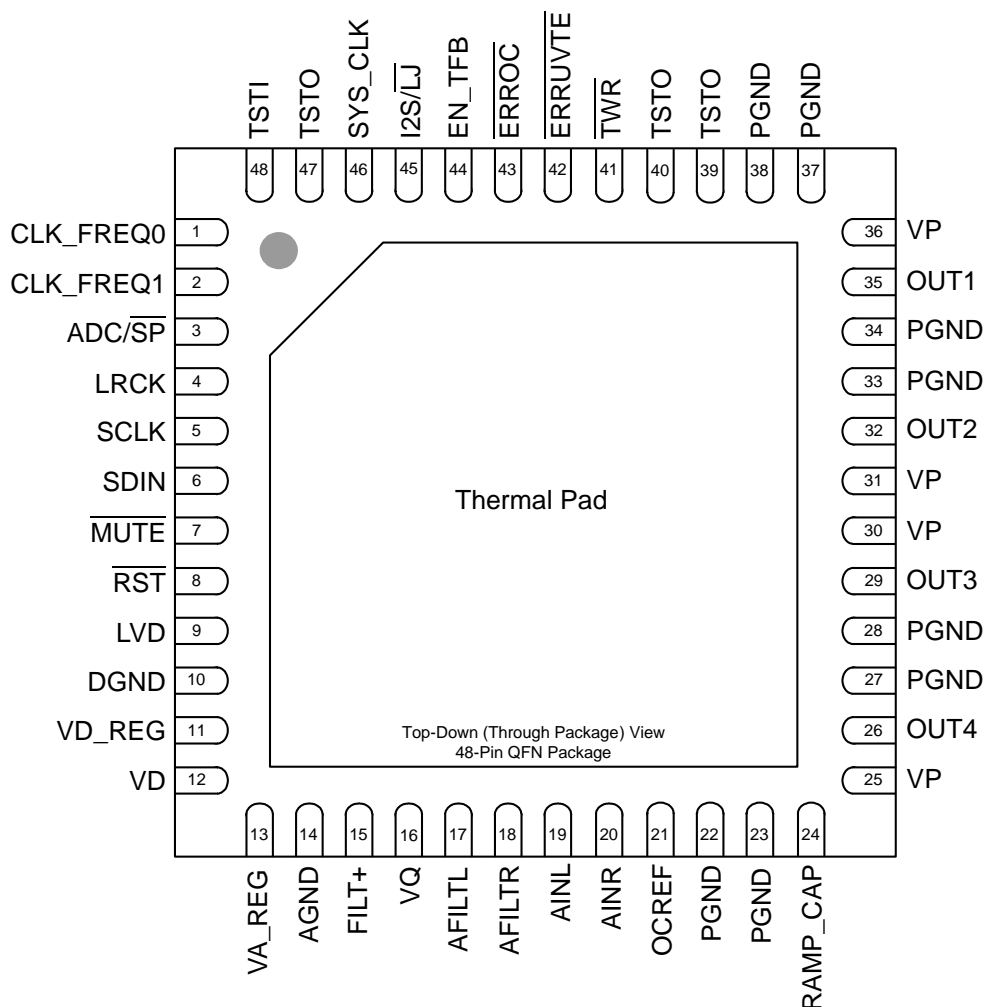 TSTI
TSTO
SYS_CLK
I2S/LJ
EN_TFB
ERROC
ERRUVTE
TWR
TSTO
TSTO
PGND
PGND
48
47
46
45
44
43
42
41
40
39
38
37
CLK_FREQ0 1
CLK_FREQ1 2
ADC/SP 3
LRCK 4
SCLK 5
SDIN 6
MUTE 7
RST 8
LVD 9
DGND 10
VD_REG 11
VD 12
36 VP
35 OUT1
34 PGND
33 PGND
32 OUT2
31 VP
30 VP
29 OUT3
28 PGND
27 PGND
26 OUT4
25 VP
Thermal Pad
Top-Down (Through Package) View
48-Pin QFN Package
13
14
15
16
17
18
19
20
21
22
23
24
VA_REG
AGND
FILT+
VQ
AFILTL
AFILTR
AINL
AINR
OCREF
PGND
PGND
RAMP_CAP